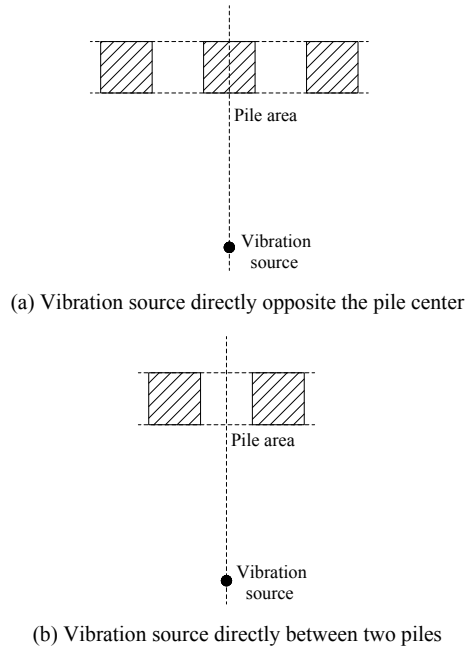 Pile area
Vibration
source
(a) Vibration source directly opposite the pile center
Pile area
Vibration
source
(b) Vibration source directly between two piles